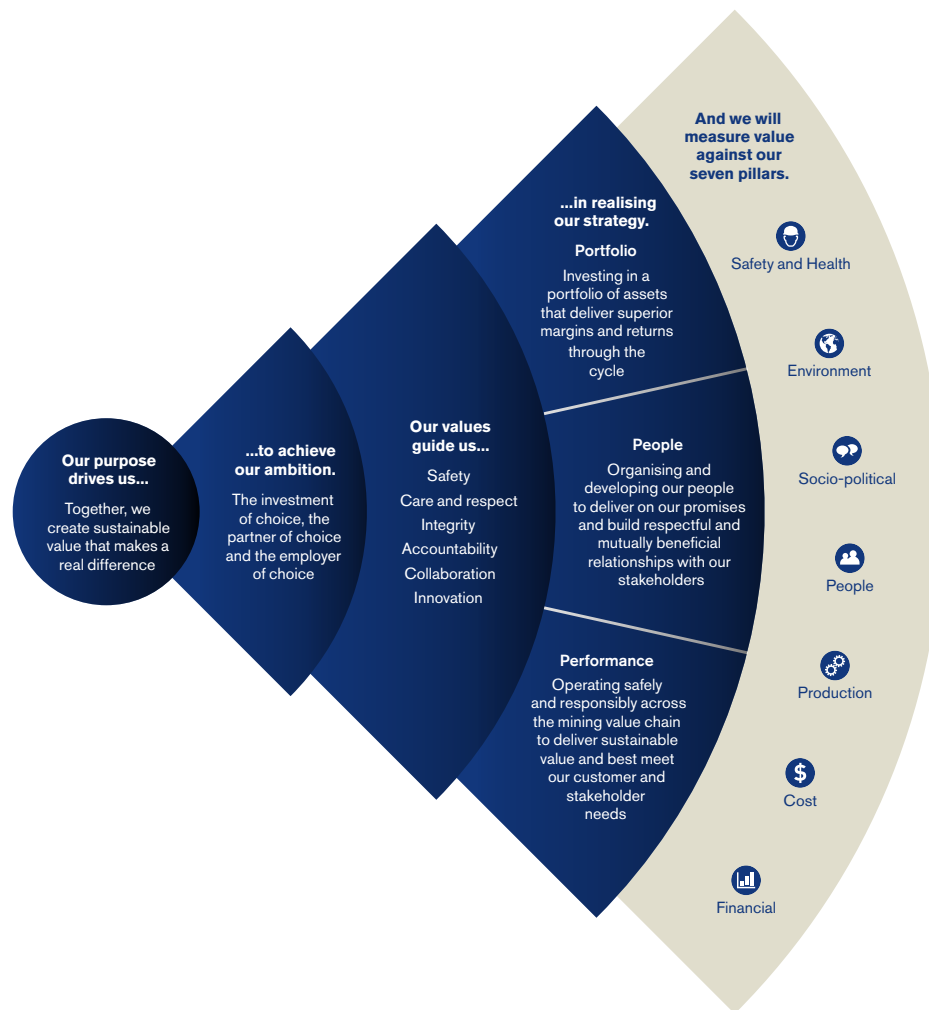 Our purpose
drives us...
Together, we
create sustainable
value that makes a
real difference
...to achieve
our ambition.
The investment
of choice, the
partner of choice
and the employer
of choice
Our values
guide us...
Safety
Care and respect
Integrity
Accountability
Collaboration
Innovation
...in realising
our strategy.
Portfolio
Investing in a
portfolio of assets
that deliver superior
margins and returns
through the
cycle
People
Organising and
developing our people
to deliver on our promises
and build respectful and
mutually beneficial
relationships with our
stakeholders
Performance
Operating safely
and responsibly across
the mining value chain
to deliver sustainable
value and best meet
our customer and
stakeholder
needs
And we will
measure value
against our
seven pillars.
Safety and Health
Environment
Socio-political
People
Production
$
Cost
Financial